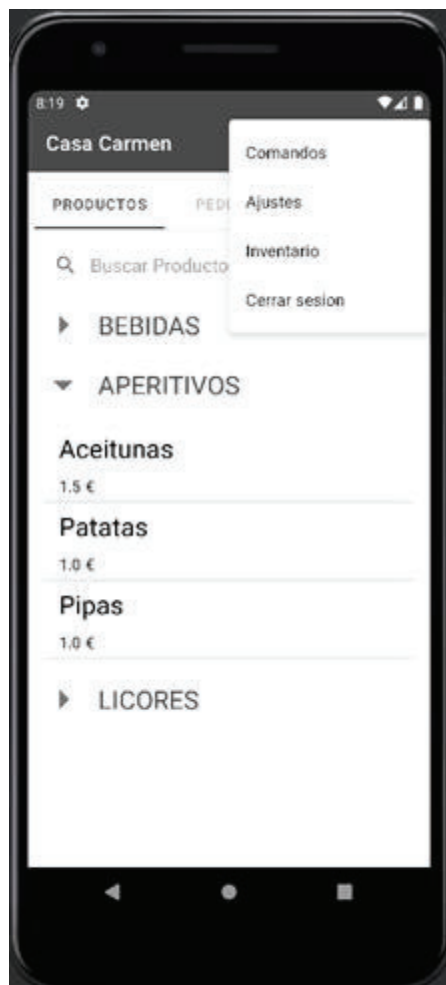 8:19
Casa Carmen
Comandos
Ajustes
Inventario
Cerrar sesion
PRODUCTOS
Buscar Producto
BEBIDAS
APERITIVOS
Aceitunas
1.5 €
Patatas
1.0 €
Pipas
1.0 €
LICORES